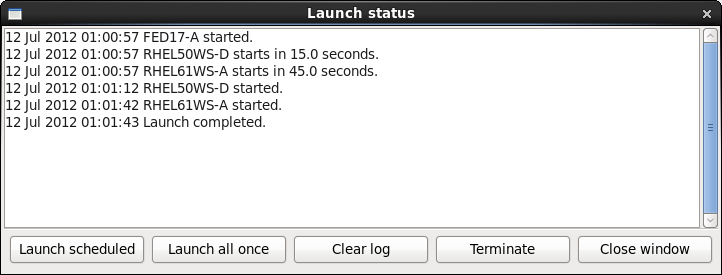 Launch status
12 Jul 2012 01:00:57 FED17-A started.
12 Jul 2012 01:00:57 RHEL50WS-D starts in 15.0 seconds.
12 Jul 2012 01:00:57 RHEL61WS-A starts in 45.0 seconds.
12 Jul 2012 01:01:12 RHEL50WS-D started.
12 Jul 2012 01:01:42 RHEL61WS-A started.
12 Jul 2012 01:01:43 Launch completed.
Launch scheduled Launch all once Clear log Terminate Close window